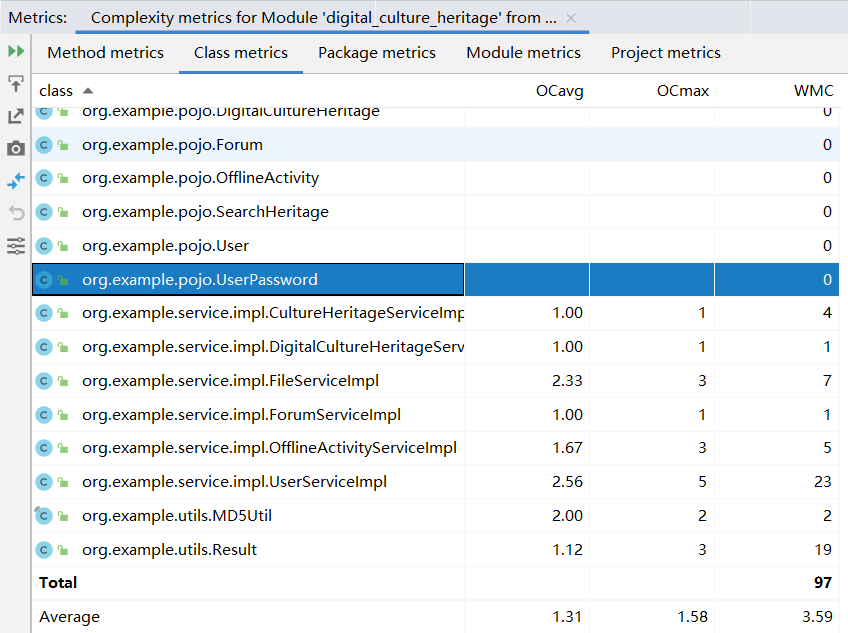 Metrics: Complexity metrics for Module 'digital_culture_heritage' from ...
Method metrics Class metrics Package metrics Module metrics Project metrics
class OCavg OCmax WMC
org.example.pojo.DigitalCultureHeritage 0
org.example.pojo.Forum 0
org.example.pojo.OfflineActivity 0
org.example.pojo.SearchHeritage 0
org.example.pojo.User 0
org.example.pojo.UserPassword 0
org.example.service.impl.CultureHeritageServiceImp 1.00 1 4
org.example.service.impl.DigitalCultureHeritageServ 1.00 1 1
org.example.service.impl.FileServiceImpl 2.33 3 7
org.example.service.impl.ForumServiceImpl 1.00 1 1
org.example.service.impl.OfflineActivityServiceImpl 1.67 3 5
org.example.service.impl.UserServiceImpl 2.56 5 23
org.example.utils.MD5Util 2.00 2 2
org.example.utils.Result 1.12 3 19
Total 97
Average 1.31 1.58 3.59